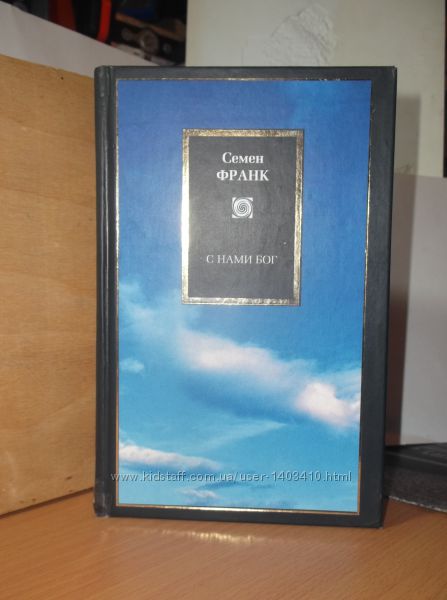 Семен
ФРАНК
С НАМИ БОГ
www.kidstaff.com.ua/user-1403410.html